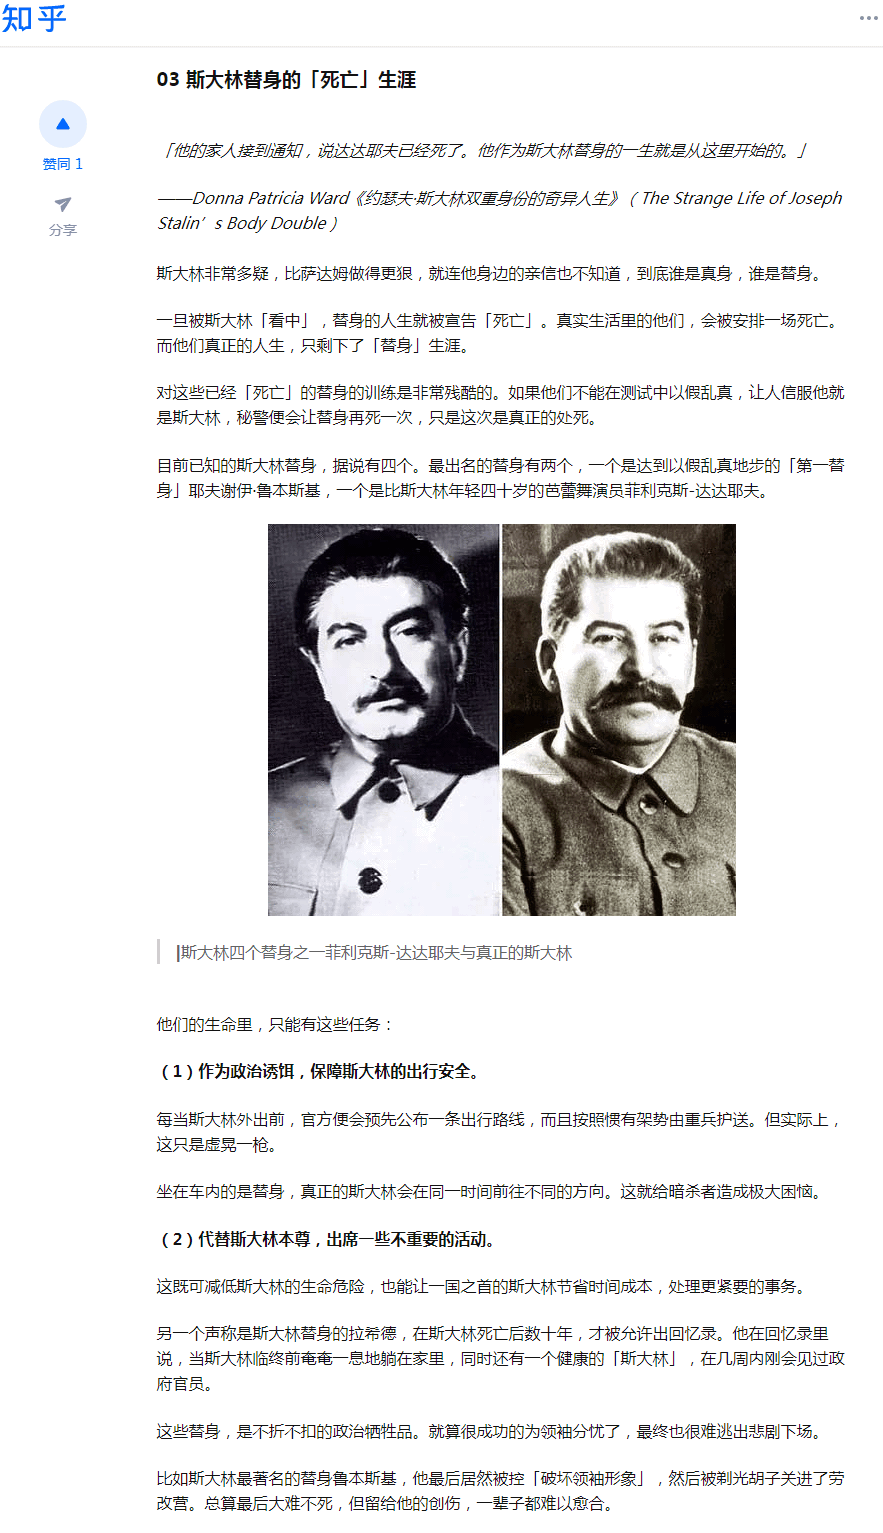 知乎
03 斯大林替身的「死亡」生涯
赞同 1
分享
「他的家人接到通知，说达达耶夫已经死了。他作为斯大林替身的一生就是从这里开始的。」
——Donna Patricia Ward《约瑟夫·斯大林双重身份的奇异人生》（ The Strange Life of Joseph
Stalin’s Body Double）
斯大林非常多疑，比萨达姆做得更狠，就连他身边的亲信也不知道，到底谁是真身，谁是替身。
一旦被斯大林「看中」，替身的人生就被宣告「死亡」。真实生活里的他们，会被安排一场死亡。
而他们真正的人生，只剩下了「替身」生涯。
对这些已经「死亡」的替身的训练是非常残酷的。如果他们不能在测试中以假乱真，让人信服他就
是斯大林，秘警便会让替身再死一次，只是这次是真正的处死。
目前已知的斯大林替身，据说有四个。最出名的替身有两个，一个是达到以假乱真地步的「第一替
身」耶夫谢伊·鲁本斯基，一个是比斯大林年轻四十岁的芭蕾舞演员菲利克斯-达达耶夫。
|斯大林四个替身之一菲利克斯-达达耶夫与真正的斯大林
他们的生命里，只能有这些任务：
（1）作为政治诱饵，保障斯大林的出行安全。
每当斯大林外出前，官方便会预先公布一条出行路线，而且按照惯有架势由重兵护送。但实际上，
这只是虚晃一枪。
坐在车内的是替身，真正的斯大林会在同一时间前往不同的方向。这就给暗杀者造成极大困恼。
（2）代替斯大林本尊，出席一些不重要的活动。
这既可减低斯大林的生命危险，也能让一国之首的斯大林节省时间成本，处理更紧要的事务。
另一个声称是斯大林替身的拉希德，在斯大林死亡后数十年，才被允许出回忆录。他在回忆录里
说，当斯大林临终前奄奄一息地躺在家里，同时还有一个健康的「斯大林」，在几周内刚会见过政
府官员。
这些替身，是不折不扣的政治牺牲品。就算很成功的为领袖分忧了，最终也很难逃出悲剧下场。
比如斯大林最著名的替身鲁本斯基，他最后居然被控「破坏领袖形象」，然后被剃光胡子关进了劳
改营。总算最后大难不死，但留给他的创伤，一辈子都难以愈合。